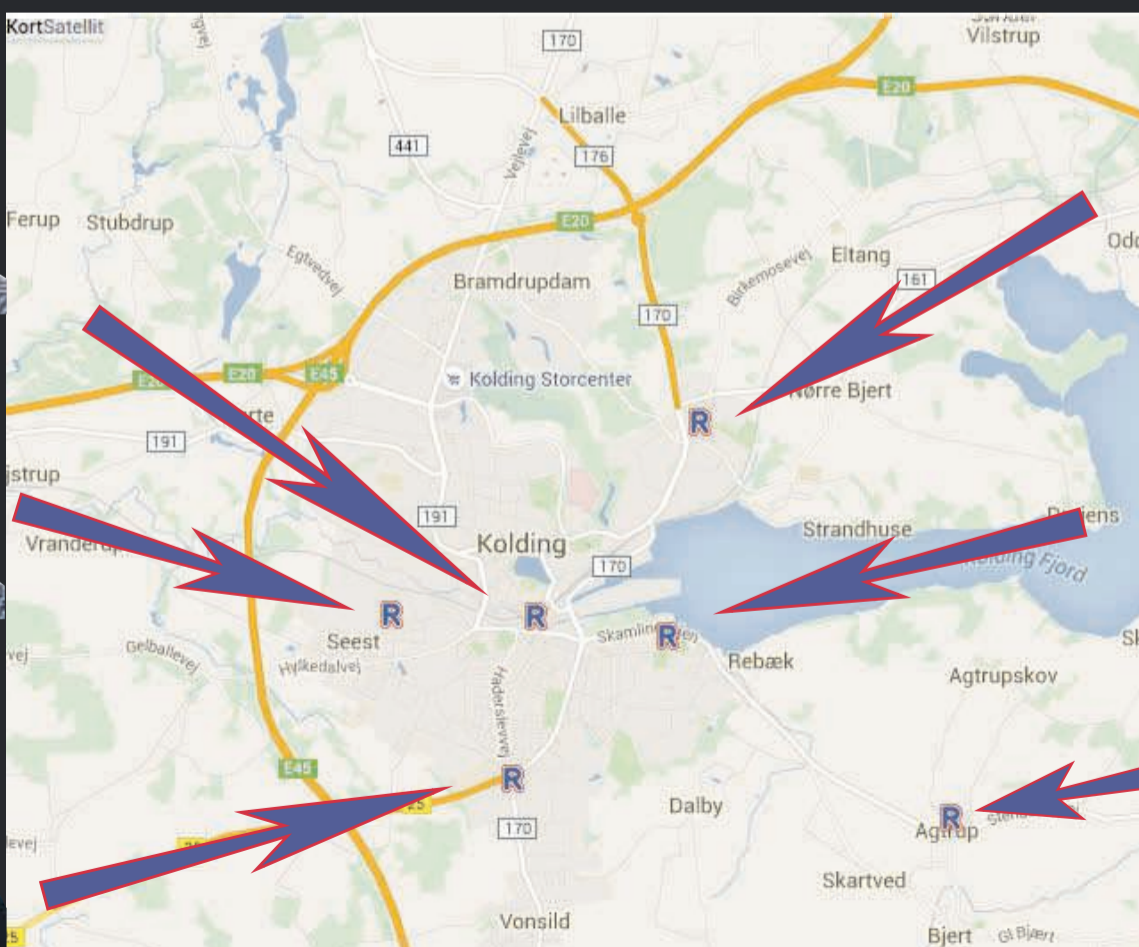 KortSatellit
170
Vilstrup
E20
Lilballe
441
Vejlevej
176
Ferup
Stubdrup
E20
Egtvedvej
Eltang
Bramdrupdam
Birkemosevej
161
170
E20
E20
E45
Kolding Storcenter
Nørre Bjert
R
191
191
Kolding
Strandhuse
170
Kolding Fjord
R
R
R
Seest
Gelballevej
Hylkedalvej
Rebæk
Agtrupskov
Haderslevvej
E45
R
25
170
Dalby
R
Agtrup
Skartved
Vonsild
Bjert
Gl Bjært